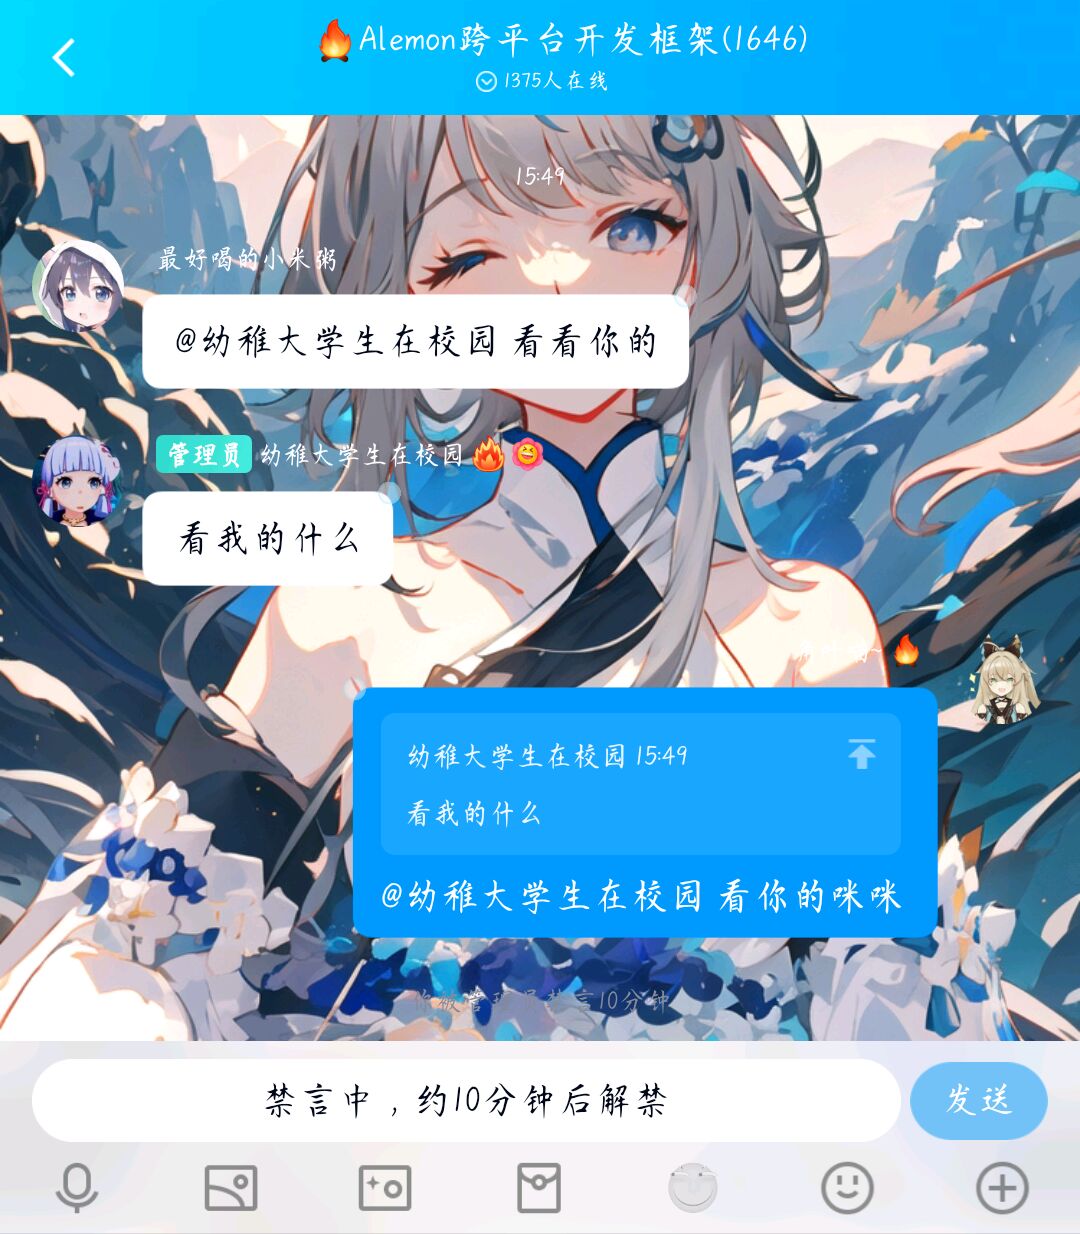 Alemon跨平台开发框架(1646)
1375人在线
15:49
最好喝的小米粥
@幼稚大学生在校园 看看你的
管理员 幼稚大学生在校园
看我的什么
幼稚大学生在校园 15:49
看我的什么
@幼稚大学生在校园 看你的咪咪
你被管理员禁言10分钟
禁言中，约10分钟后解禁
发送